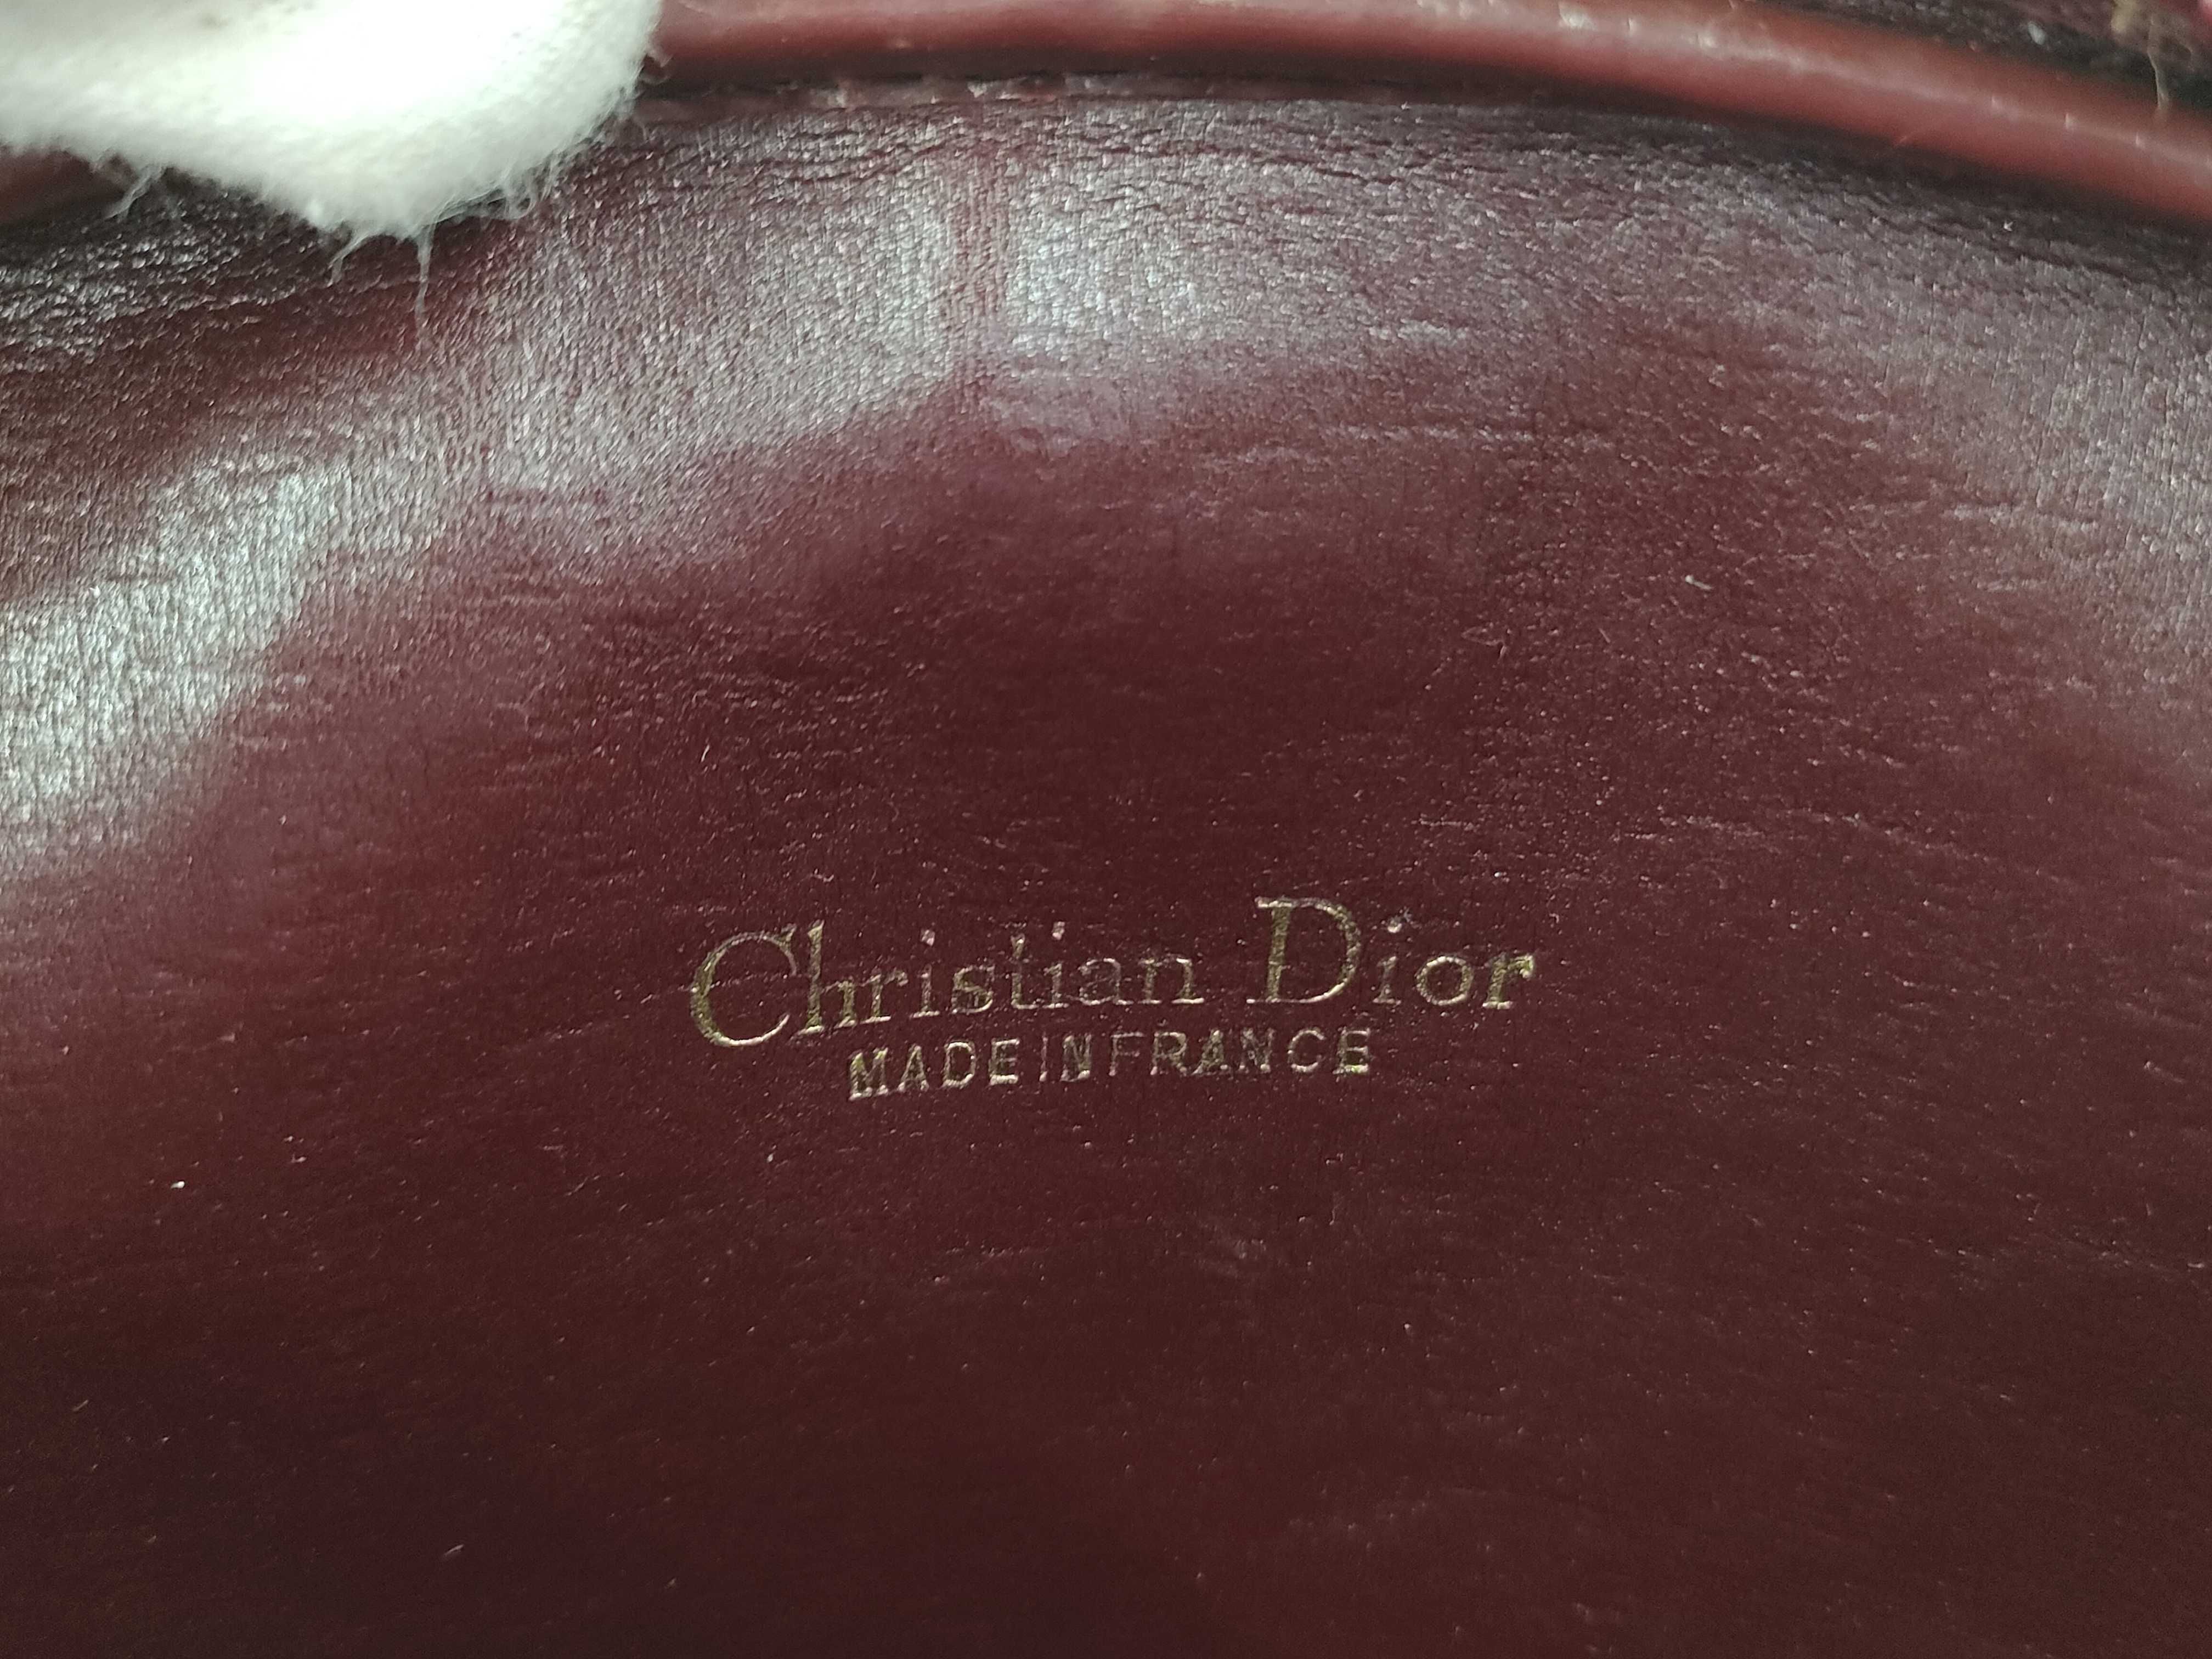 Christian Dior
MADE IN FRANCE